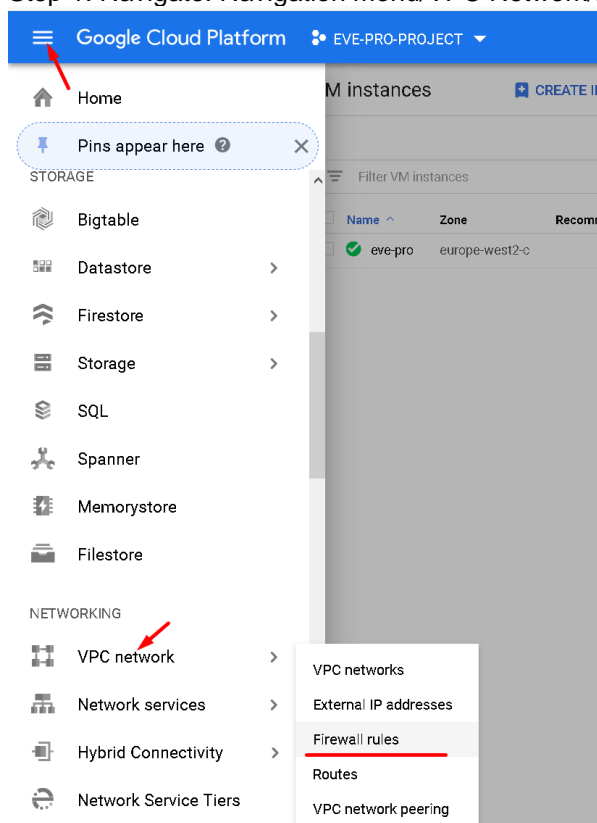 Google Cloud Platform EVE-PRO-PROJECT
Home
M instances CREATE
Pins appear here
STORAGE
Filter VM instances
Bigtable
Name Zone
eve-pro europe-west2-c
Datastore
Firestore
Storage
SQL
Spanner
Memorystore
Filestore
NETWORKING
VPC network
VPC networks
Network services
External IP addresses
Firewall rules
Hybrid Connectivity
Routes
Network Service Tiers
VPC network peering